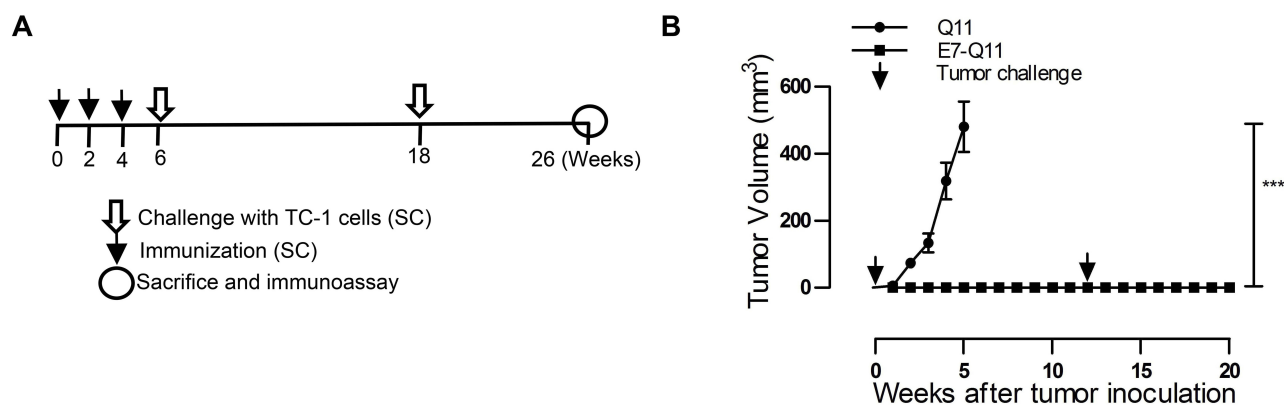 A
0 2 4 6 18 26 (Weeks)
Challenge with TC-1 cells (SC)
Immunization (SC)
Sacrifice and immunoassay
B
Q11
E7-Q11
Tumor challenge
Tumor Volume (mm³)
600
400
200
0
***
0 5 10 15 20
Weeks after tumor inoculation